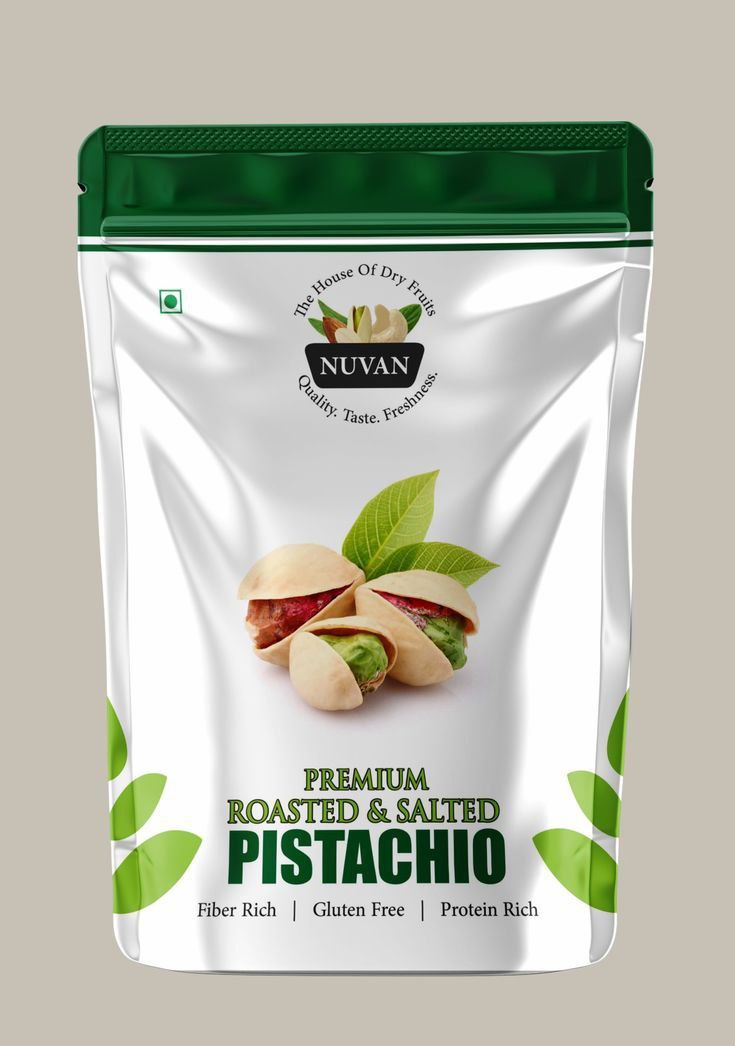 The House Of Dry Fruits
NUVAN
Quality. Taste. Freshness.
PREMIUM
ROASTED & SALTED
PISTACHIO
Fiber Rich | Gluten Free | Protein Rich